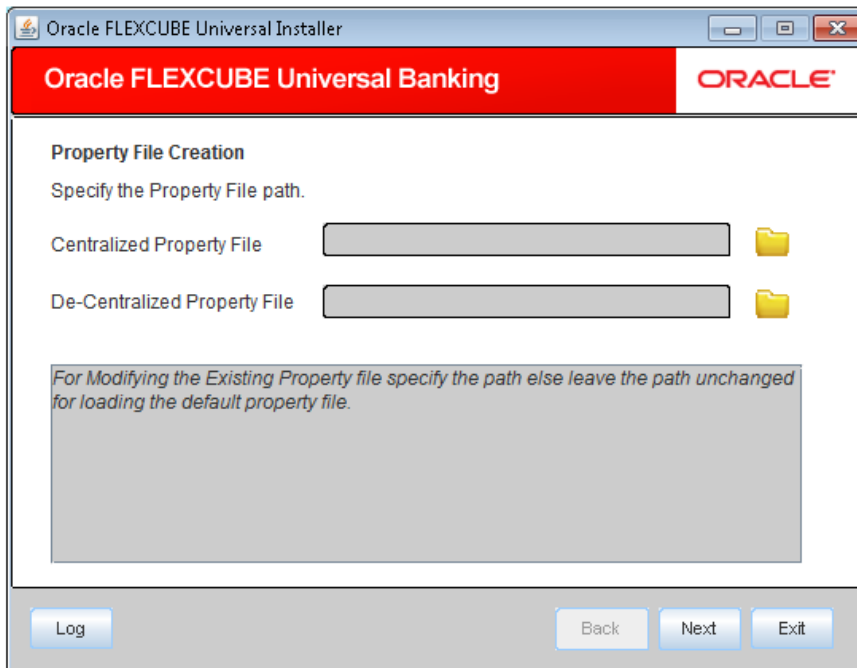 Oracle FLEXCUBE Universal Installer
Oracle FLEXCUBE Universal Banking
ORACLE
Property File Creation
Specify the Property File path.
Centralized Property File
De-Centralized Property File
For Modifying the Existing Property file specify the path else leave the path unchanged
for loading the default property file.
Log
Back
Next
Exit